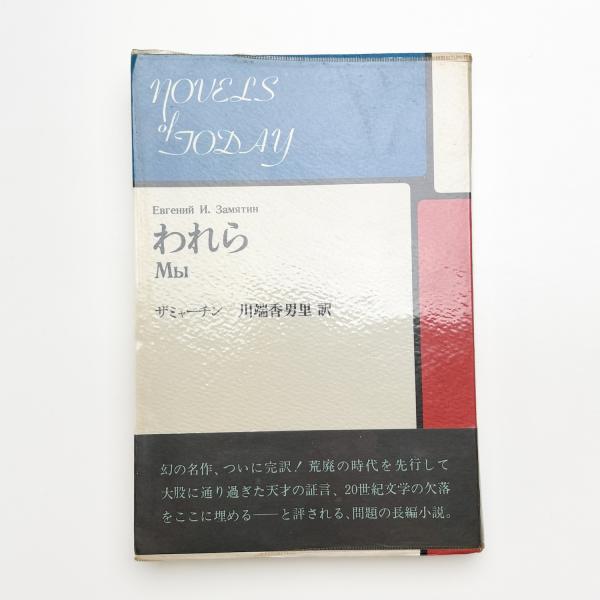 NOVELS
of
TODAY
Евгений И. Замятин
われら
Мы
ザミャーチン 川端香男里 訳
幻の名作、ついに完訳！荒廃の時代を先行して
大股に通り過ぎた天才の証言、20世紀文学の欠落
をここに埋める――と評される、問題の長編小説。